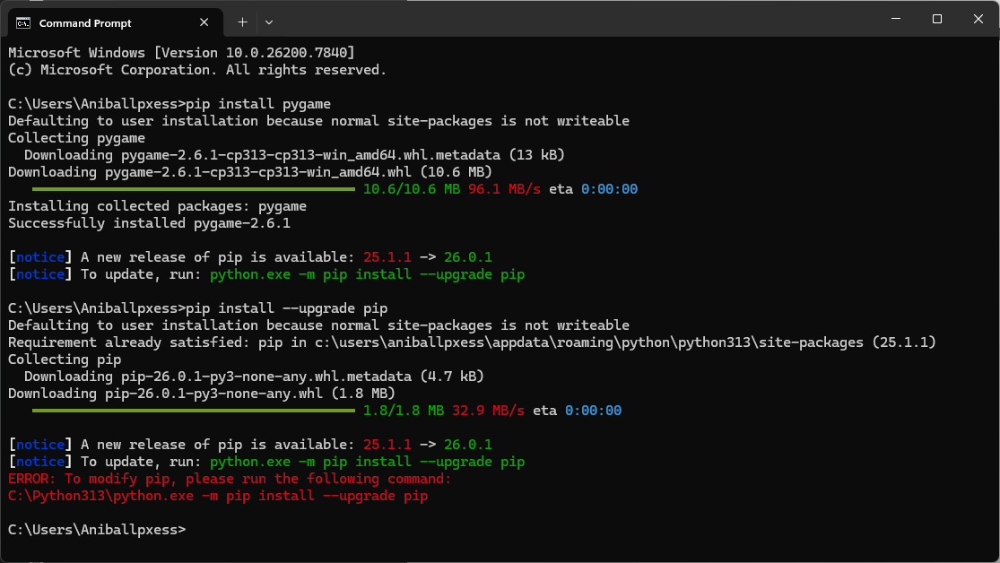 Command Prompt
Microsoft Windows [Version 10.0.26200.7840]
(c) Microsoft Corporation. All rights reserved.
C:\Users\Aniballpxess>pip install pygame
Defaulting to user installation because normal site-packages is not writeable
Collecting pygame
  Downloading pygame-2.6.1-cp313-cp313-win_amd64.whl.metadata (13 kB)
Downloading pygame-2.6.1-cp313-cp313-win_amd64.whl (10.6 MB)
10.6/10.6 MB 96.1 MB/s eta 0:00:00
Installing collected packages: pygame
Successfully installed pygame-2.6.1
[notice] A new release of pip is available: 25.1.1 -> 26.0.1
[notice] To update, run: python.exe -m pip install --upgrade pip
C:\Users\Aniballpxess>pip install --upgrade pip
Defaulting to user installation because normal site-packages is not writeable
Requirement already satisfied: pip in c:\users\aniballpxess\appdata\roaming\python\python313\site-packages (25.1.1)
Collecting pip
  Downloading pip-26.0.1-py3-none-any.whl.metadata (4.7 kB)
Downloading pip-26.0.1-py3-none-any.whl (1.8 MB)
1.8/1.8 MB 32.9 MB/s eta 0:00:00
[notice] A new release of pip is available: 25.1.1 -> 26.0.1
[notice] To update, run: python.exe -m pip install --upgrade pip
ERROR: To modify pip, please run the following command:
C:\Python313\python.exe -m pip install --upgrade pip
C:\Users\Aniballpxess>